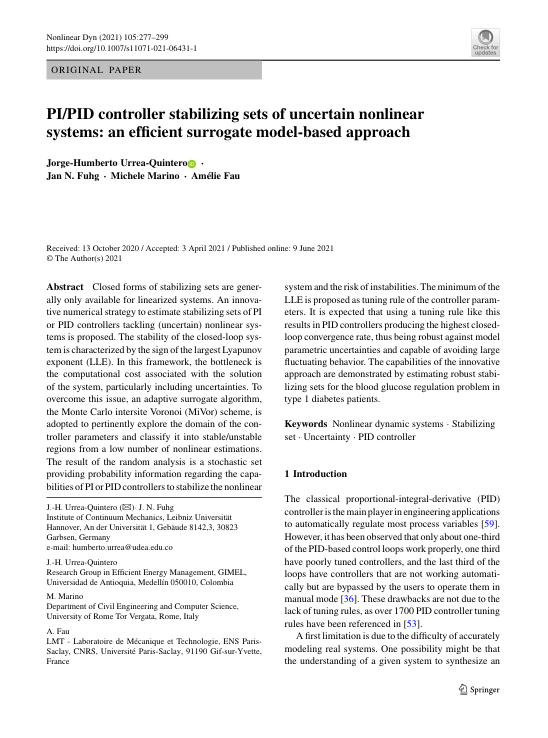 Nonlinear Dyn (2021) 105:277–299
https://doi.org/10.1007/s11071-021-06431-1
Check for
updates
ORIGINAL PAPER
PI/PID controller stabilizing sets of uncertain nonlinear
systems: an efficient surrogate model-based approach
Jorge-Humberto Urrea-Quintero ·
Jan N. Fuhg · Michele Marino · Amélie Fau
Received: 13 October 2020 / Accepted: 3 April 2021 / Published online: 9 June 2021
© The Author(s) 2021
Abstract Closed forms of stabilizing sets are gener-
ally only available for linearized systems. An innova-
tive numerical strategy to estimate stabilizing sets of PI
or PID controllers tackling (uncertain) nonlinear sys-
tems is proposed. The stability of the closed-loop sys-
tem is characterized by the sign of the largest Lyapunov
exponent (LLE). In this framework, the bottleneck is
the computational cost associated with the solution
of the system, particularly including uncertainties. To
overcome this issue, an adaptive surrogate algorithm,
the Monte Carlo intersite Voronoi (MiVor) scheme, is
adopted to pertinently explore the domain of the con-
troller parameters and classify it into stable/unstable
regions from a low number of nonlinear estimations.
The result of the random analysis is a stochastic set
providing probability information regarding the capa-
bilities of PI or PID controllers to stabilize the nonlinear
J.-H. Urrea-Quintero (✉) · J. N. Fuhg
Institute of Continuum Mechanics, Leibniz Universität
Hannover, An der Universität 1, Gebäude 8142,3, 30823
Garbsen, Germany
e-mail: humberto.urrea@udea.edu.co
J.-H. Urrea-Quintero
Research Group in Efficient Energy Management, GIMEL,
Universidad de Antioquia, Medellín 050010, Colombia
M. Marino
Department of Civil Engineering and Computer Science,
University of Rome Tor Vergata, Rome, Italy
A. Fau
LMT - Laboratoire de Mécanique et Technologie, ENS Paris-
Saclay, CNRS, Université Paris-Saclay, 91190 Gif-sur-Yvette,
France
system and the risk of instabilities. The minimum of the
LLE is proposed as tuning rule of the controller param-
eters. It is expected that using a tuning rule like this
results in PID controllers producing the highest closed-
loop convergence rate, thus being robust against model
parametric uncertainties and capable of avoiding large
fluctuating behavior. The capabilities of the innovative
approach are demonstrated by estimating robust stabi-
lizing sets for the blood glucose regulation problem in
type 1 diabetes patients.
Keywords Nonlinear dynamic systems · Stabilizing
set · Uncertainty · PID controller
1 Introduction
The classical proportional-integral-derivative (PID)
controller is the main player in engineering applications
to automatically regulate most process variables [59].
However, it has been observed that only about one-third
of the PID-based control loops work properly, one third
have poorly tuned controllers, and the last third of the
loops have controllers that are not working automati-
cally but are bypassed by the users to operate them in
manual mode [36]. These drawbacks are not due to the
lack of tuning rules, as over 1700 PID controller tuning
rules have been referenced in [53].
A first limitation is due to the difficulty of accurately
modeling real systems. One possibility might be that
the understanding of a given system to synthesize an
Springer